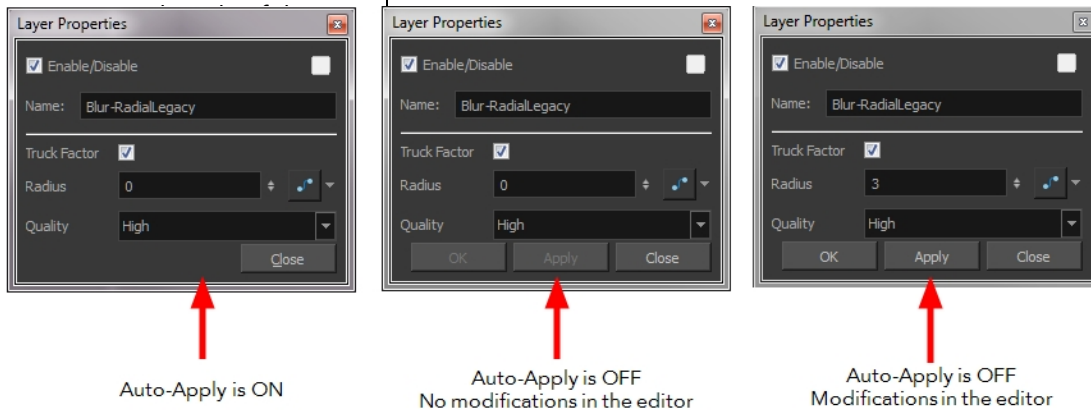 Layer Properties
Enable/Disable
Name: Blur-RadialLegacy
Truck Factor
Radius 0
Quality High
Close
Auto-Apply is ON
Layer Properties
Enable/Disable
Name: Blur-RadialLegacy
Truck Factor
Radius 0
Quality High
OK Apply Close
Auto-Apply is OFF
No modifications in the editor
Layer Properties
Enable/Disable
Name: Blur-RadialLegacy
Truck Factor
Radius 3
Quality High
OK Apply Close
Auto-Apply is OFF
Modifications in the editor